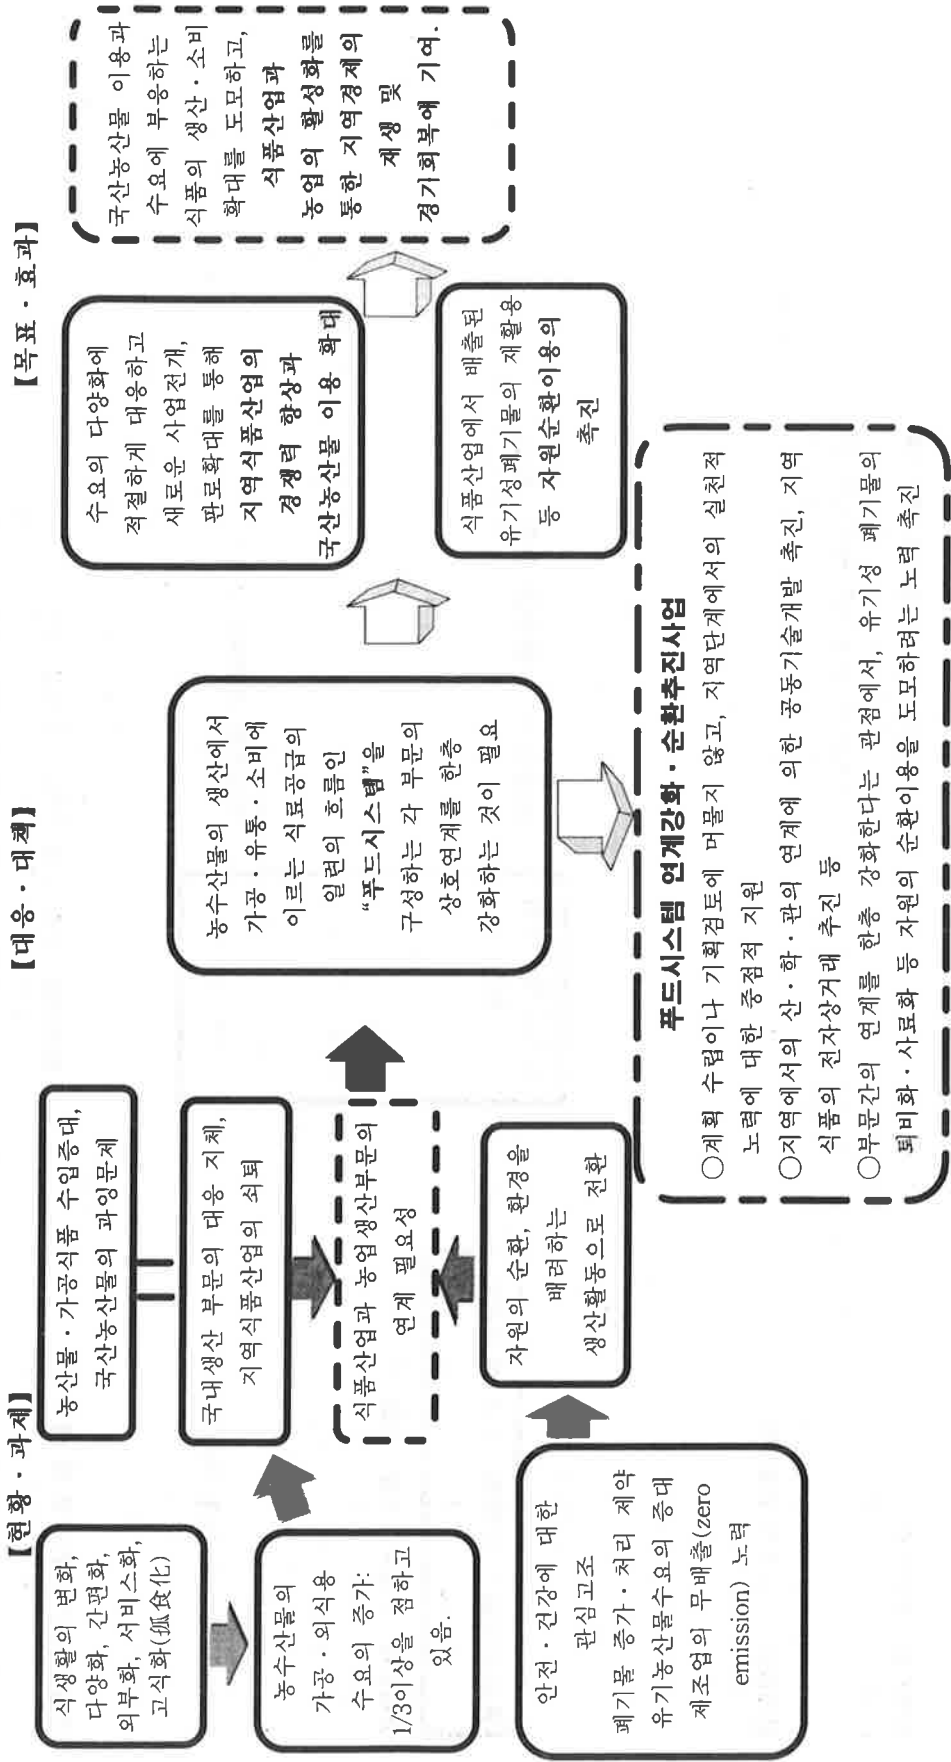 【현황 · 과제】
식생활의 변화,
다양화, 간편화,
외부화, 서비스화,
고식화(孤食化)
농수산물의
가공 · 외식용
수요의 증가:
1/3이상을 점하고
있음.
안전 · 건강에 대한
관심고조
폐기물 증가 · 처리 제약
유기농산물수요의 증대
제조업의 무배출(zero
emission) 노력
농산물 · 가공식품 수입증대,
국산농산물의 과잉문제
국내생산 부문의 대응 지체,
지역식품산업의 쇠퇴
식품산업과 농업생산부문의
연계 필요성
자원의 순환, 환경을
배려하는
생산활동으로 전환
【대응 · 대책】
농수산물의 생산에서
가공 · 유통 · 소비에
이르는 식료공급의
일련의 흐름인
“푸드시스템”을
구성하는 각 부문의
상호연계를 한층
강화하는 것이 필요
푸드시스템 연계강화 · 순환추진사업
○계획 수립이나 기획검토에 머물지 않고, 지역단계에서의 실천적
노력에 대한 중점적 지원
○지역에서의 산 · 학 · 관의 연계에 의한 공동기술개발 촉진, 지역
식품의 전자상거래 추진 등
○부문간의 연계를 한층 강화한다는 관점에서, 유기성 폐기물의
퇴비화 · 사료화 등 자원의 순환이용을 도모하려는 노력 촉진
【목표 · 효과】
수요의 다양화에
적절하게 대응하고
새로운 사업전개,
판로확대를 통해
지역식품산업의
경쟁력 향상과
국산농산물 이용 확대
식품산업에서 배출된
유기성폐기물의 재활용
등 자원순환이용의
촉진
국산농산물 이용과
수요에 부응하는
식품의 생산 · 소비
확대를 도모하고,
식품산업과
농업의 활성화를
통한 지역경제의
재생 및
경기회복에 기여.